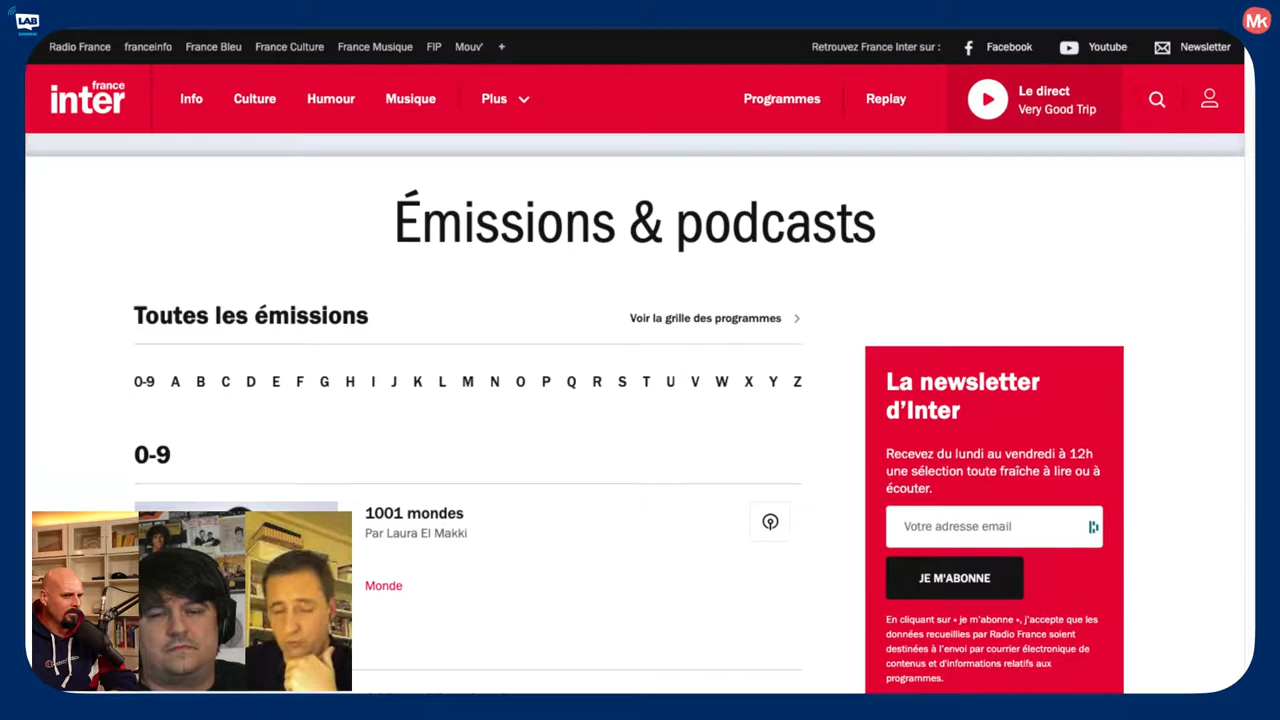 LAB
Mk
Radio France franceinfo France Bleu France Culture France Musique FIP Mouv' +
Retrouvez France Inter sur : Facebook Youtube Newsletter
france
inter
Info Culture Humour Musique Plus
Programmes Replay
Le direct
Very Good Trip
Émissions & podcasts
Toutes les émissions
Voir la grille des programmes
0-9 A B C D E F G H I J K L M N O P Q R S T U V W X Y Z
0-9
1001 mondes
Par Laura El Makki
Monde
La newsletter
d'Inter
Recevez du lundi au vendredi à 12h
une sélection toute fraîche à lire ou à
écouter.
Votre adresse email
JE M'ABONNE
En cliquant sur « je m'abonne », j'accepte que les
données recueillies par Radio France soient
destinées à l'envoi par courrier électronique de
contenus et d'informations relatifs aux
programmes.